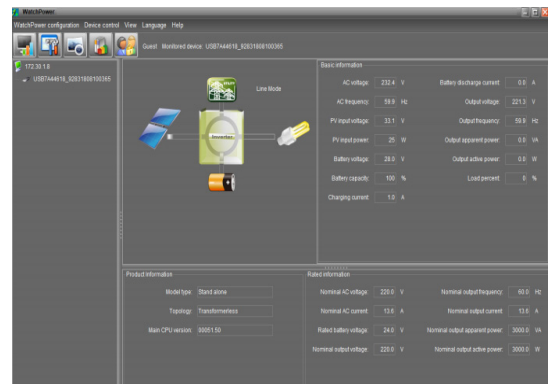 WatchPower
WatchPower configuration Device control View Language Help
Guest Monitored device: USB7A44618_92831808100365
172.30.1.8
USB7A44618_92831808100365
Line Mode
Inverter
Basic information
AC voltage: 232.4 V
Battery discharge current: 0.0 A
AC frequency: 59.9 Hz
Output voltage: 221.3 V
PV input voltage: 33.1 V
Output frequency: 59.9 Hz
PV input power: 25 W
Output apparent power: 0.0 VA
Battery voltage: 28.0 V
Output active power: 0.0 W
Battery capacity: 100 %
Load percent: 0 %
Charging current: 1.0 A
Product information
Model type: Stand alone
Topology: Transformerless
Main CPU version: 00051.50
Rated information
Nominal AC voltage: 220.0 V
Nominal output frequency: 60.0 Hz
Nominal AC current: 13.6 A
Nominal output current: 13.6 A
Rated battery voltage: 24.0 V
Nominal output apparent power: 3000.0 VA
Nominal output voltage: 220.0 V
Nominal output active power: 3000.0 W